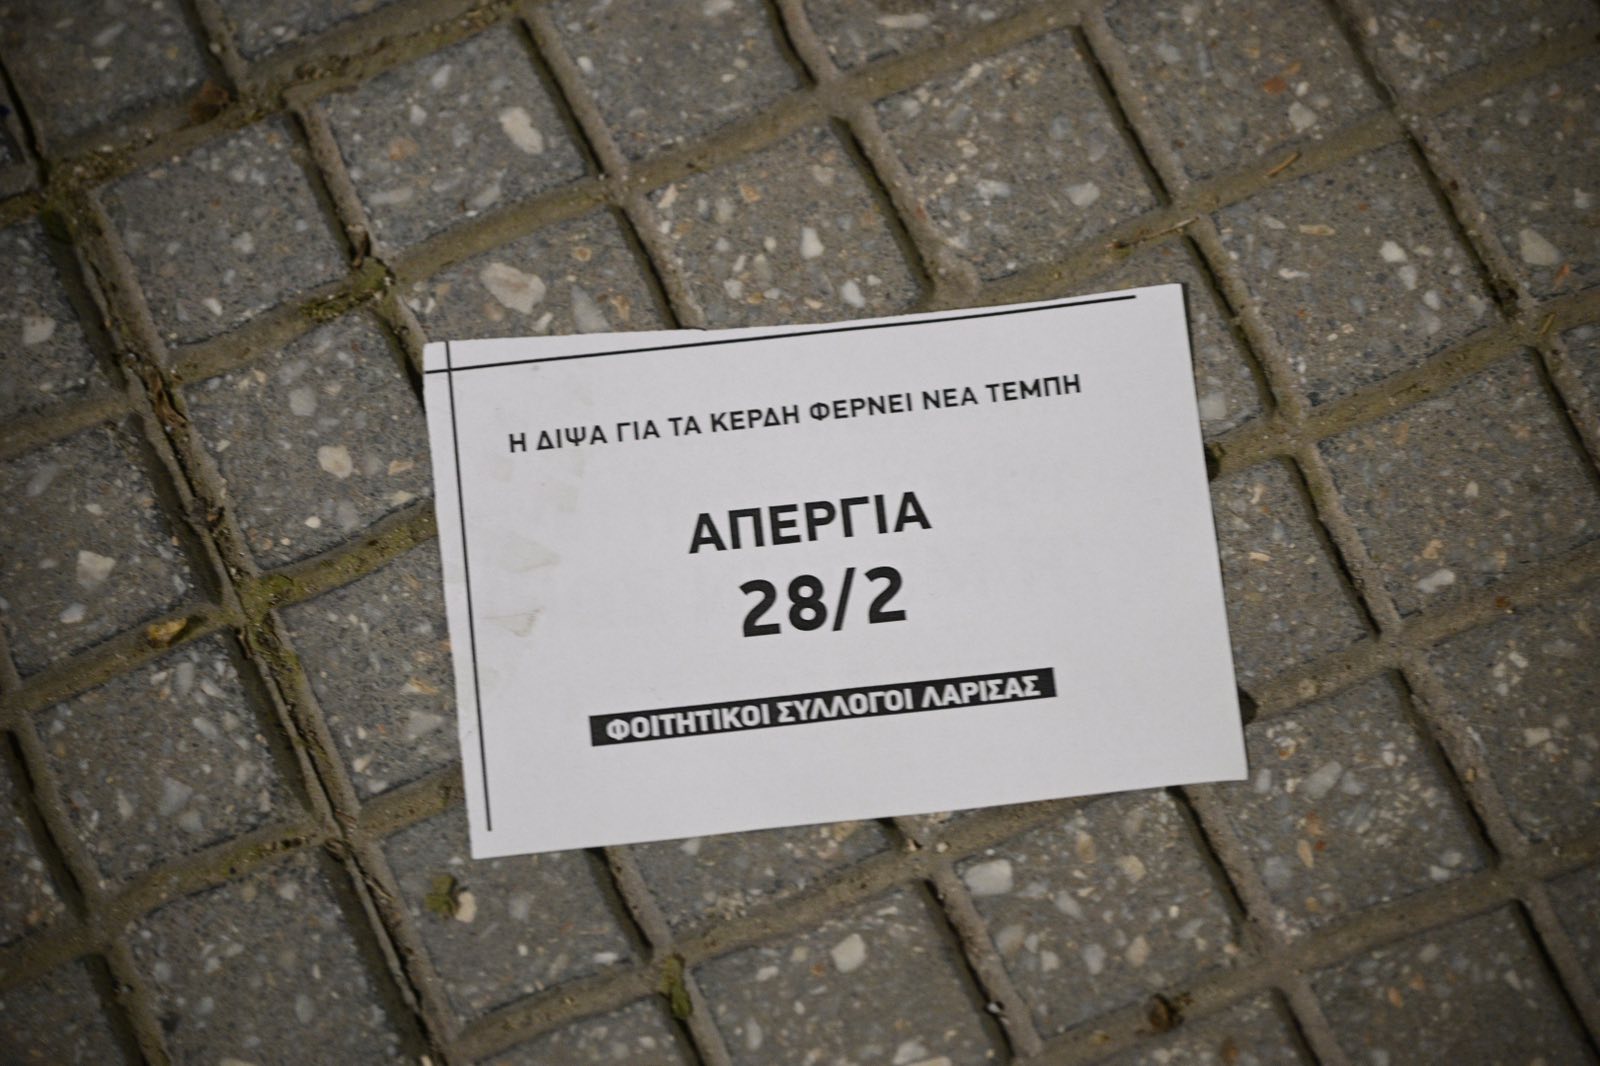 Η ΔΙΨΑ ΓΙΑ ΤΑ ΚΕΡΔΗ ΦΕΡΝΕΙ ΝΕΑ ΤΕΜΠΗ
ΑΠΕΡΓΙΑ
28/2
ΦΟΙΤΗΤΙΚΟΙ ΣΥΛΛΟΓΟΙ ΛΑΡΙΣΑΣ